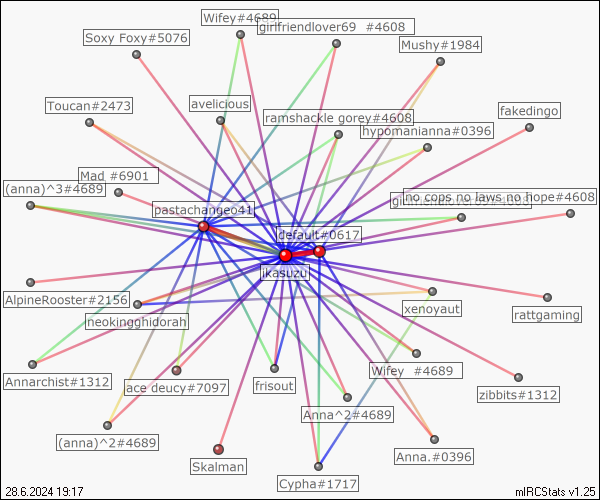 Wifey#4689
girlfriendlover69 #4608
Soxy Foxy#5076
Mushy#1984
Toucan#2473
avelicious
ramshackle gorey#4608
fakedingo
hypomanianna#0396
Mad #6901
(anna)^3#4689
no cops no laws no hope#4608
pastachangeo41
default#0617
jkasuzu
AlpineRooster#2156
neokingghidorah
xenoyaut
rattgaming
Wifey #4689
Annarchist#1312
ace deucy#7097
frisout
zibbits#1312
Anna^2#4689
(anna)^2#4689
Anna.#0396
Skalman
Cypha#1717
28.6.2024 19:17
mIRCStats v1.25